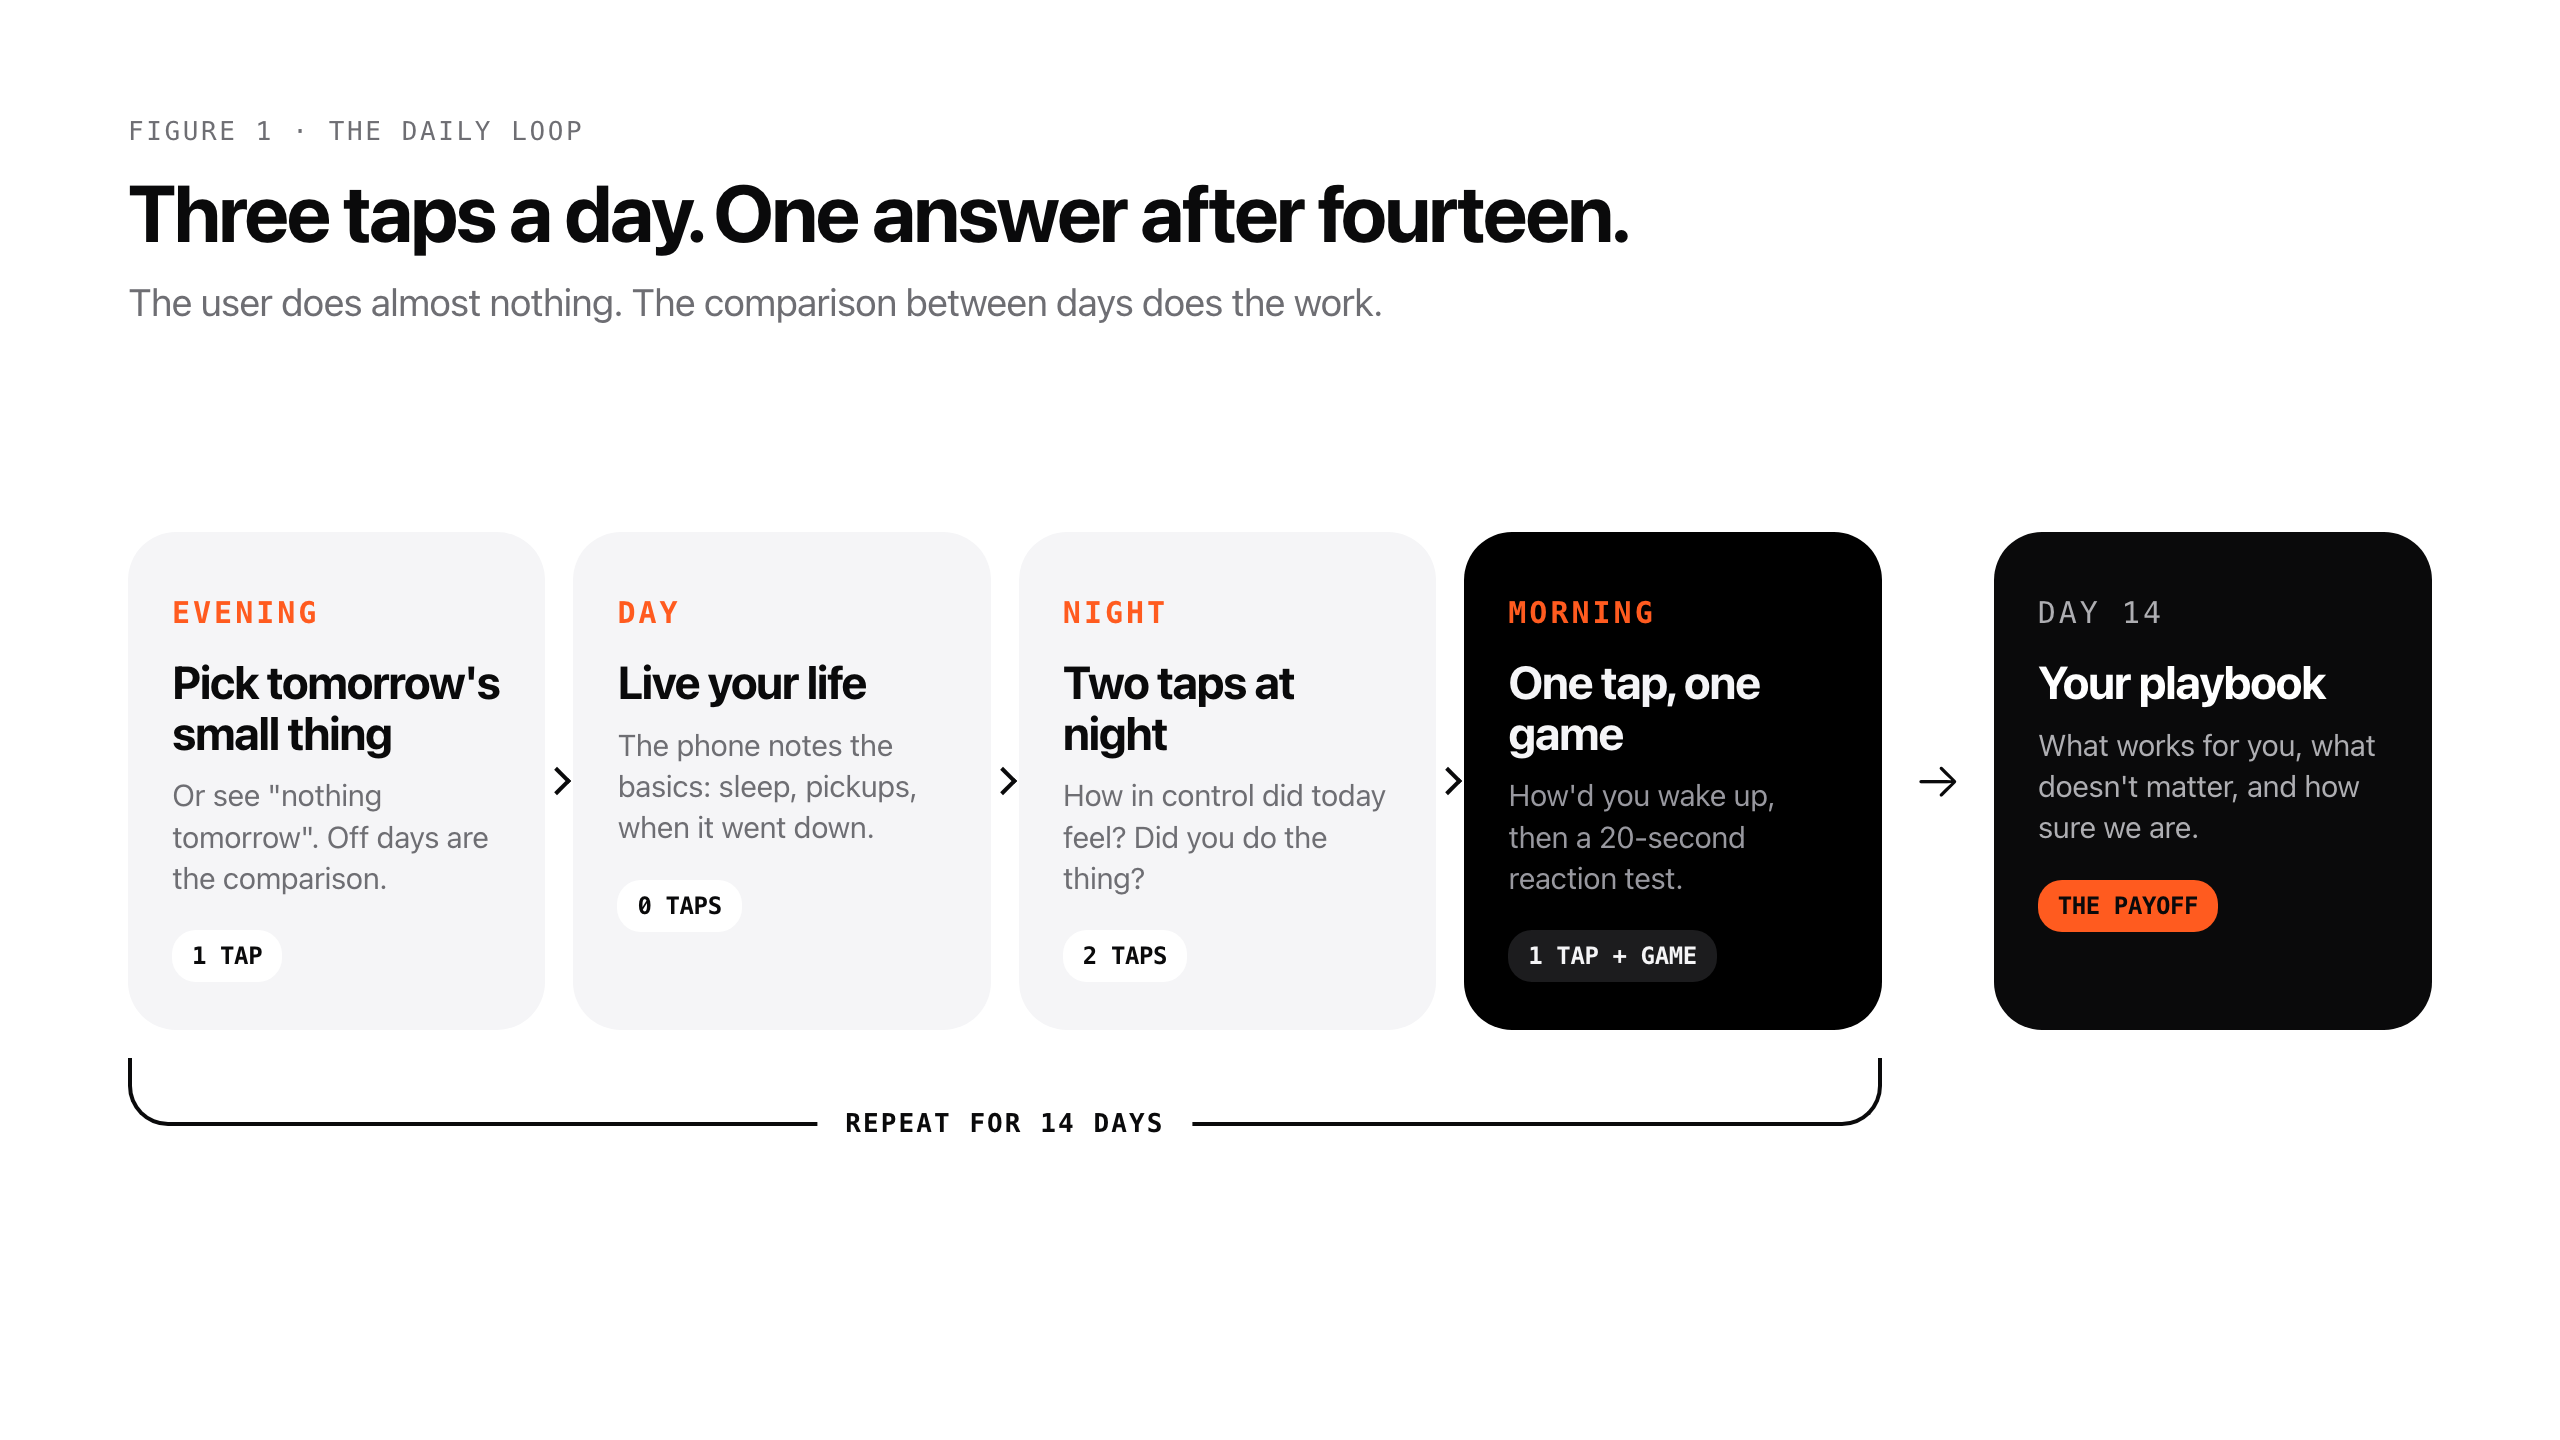 FIGURE 1 · THE DAILY LOOP
Three taps a day. One answer after fourteen.
The user does almost nothing. The comparison between days does the work.
EVENING
Pick tomorrow's
small thing
Or see "nothing
tomorrow". Off days are
the comparison.
1 TAP
DAY
Live your life
The phone notes the
basics: sleep, pickups,
when it went down.
0 TAPS
NIGHT
Two taps at
night
How in control did today
feel? Did you do the
thing?
2 TAPS
MORNING
One tap, one
game
How'd you wake up,
then a 20-second
reaction test.
1 TAP + GAME
DAY 14
Your playbook
What works for you, what
doesn't matter, and how
sure we are.
THE PAYOFF
REPEAT FOR 14 DAYS